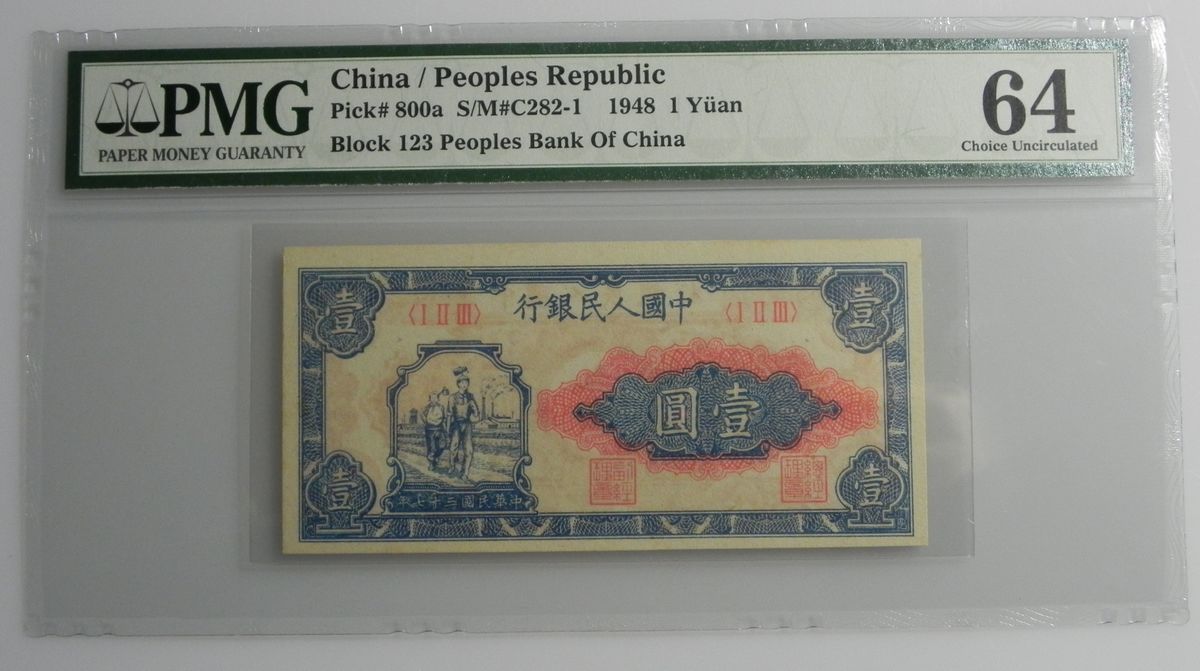 PMG
PAPER MONEY GUARANTY
China / Peoples Republic
Pick# 800a S/M#C282-1 1948 1 Yüan
Block 123 Peoples Bank Of China
64
Choice Uncirculated
行銀民人國中
〈I II III〉
〈I II III〉
壹
壹
圓壹
年七十三國民華中
壹
壹